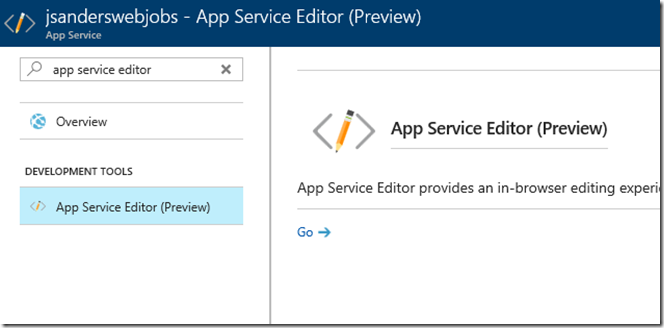 jsanderswebjobs - App Service Editor (Preview)
App Service
app service editor
Overview
DEVELOPMENT TOOLS
App Service Editor (Preview)
App Service Editor (Preview)
App Service Editor provides an in-browser editing experie
Go